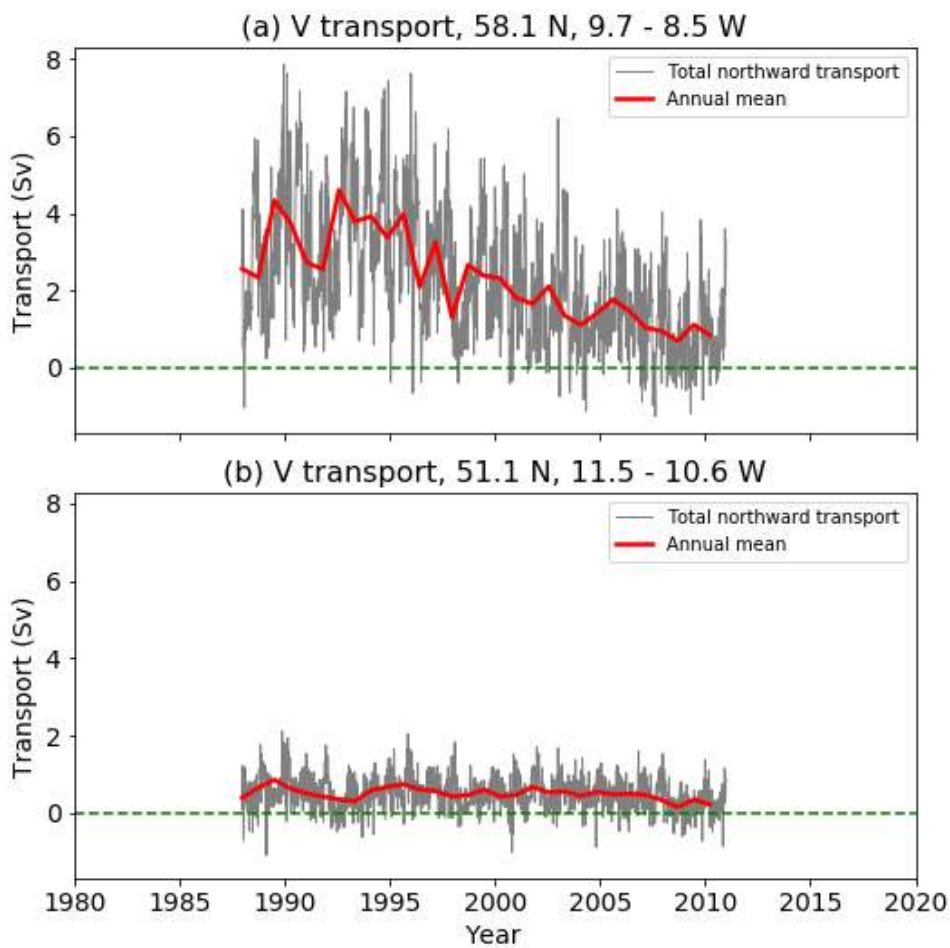 (a) V transport, 58.1 N, 9.7 - 8.5 W
Total northward transport
Annual mean
8
6
4
2
0
Transport (Sv)
(b) V transport, 51.1 N, 11.5 - 10.6 W
Total northward transport
Annual mean
8
6
4
2
0
Transport (Sv)
1980 1985 1990 1995 2000 2005 2010 2015 2020
Year